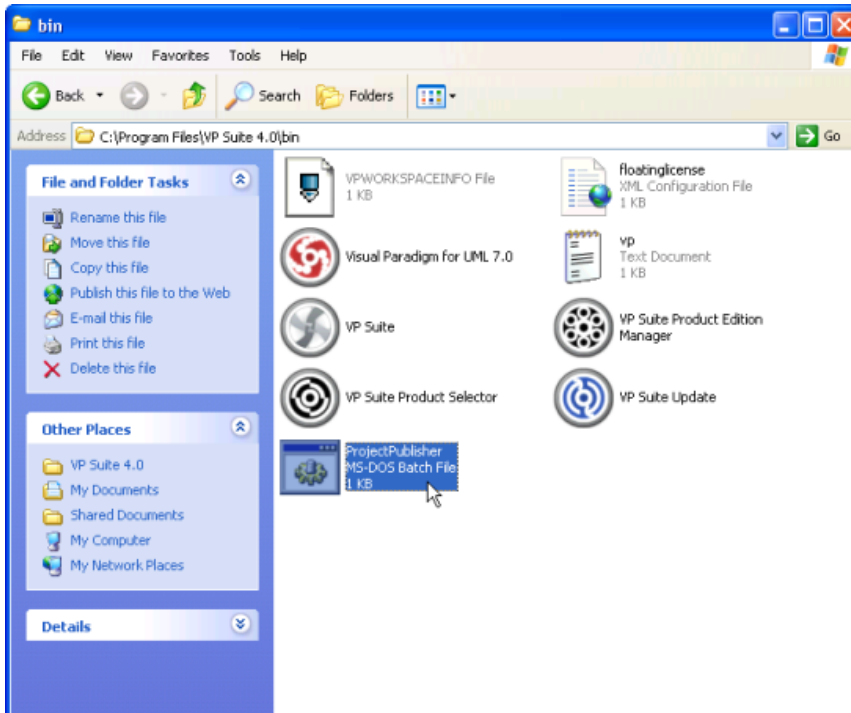 bin
File Edit View Favorites Tools Help
Back Search Folders
Address C:\Program Files\VP Suite 4.0\bin Go
File and Folder Tasks
Rename this file
Move this file
Copy this file
Publish this file to the Web
E-mail this file
Print this file
Delete this file
Other Places
VP Suite 4.0
My Documents
Shared Documents
My Computer
My Network Places
Details
VPWORKSPACEINFO File
1 KB
floatinglicense
XML Configuration File
1 KB
Visual Paradigm for UML 7.0
vp
Text Document
1 KB
VP Suite
VP Suite Product Edition
Manager
VP Suite Product Selector
VP Suite Update
ProjectPublisher
MS-DOS Batch File
1 KB